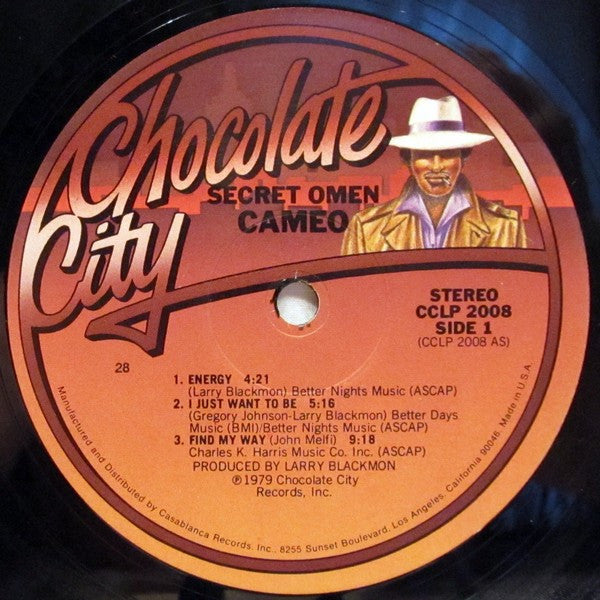 Chocolate
City
SECRET OMEN
CAMEO
STEREO
CCLP 2008
SIDE 1
(CCLP 2008 AS)
28
1. ENERGY 4:21
(Larry Blackmon) Better Nights Music (ASCAP)
2. I JUST WANT TO BE 5:16
(Gregory Johnson-Larry Blackmon) Better Days
Music (BMI)/Better Nights Music (ASCAP)
3. FIND MY WAY (John Melfi) 9:18
Charles K. Harris Music Co. Inc. (ASCAP)
PRODUCED BY LARRY BLACKMON
℗1979 Chocolate City
Records, Inc.
Manufactured and Distributed by Casablanca Records, Inc., 8255 Sunset Boulevard, Los Angeles, California 90046, Made in U.S.A.